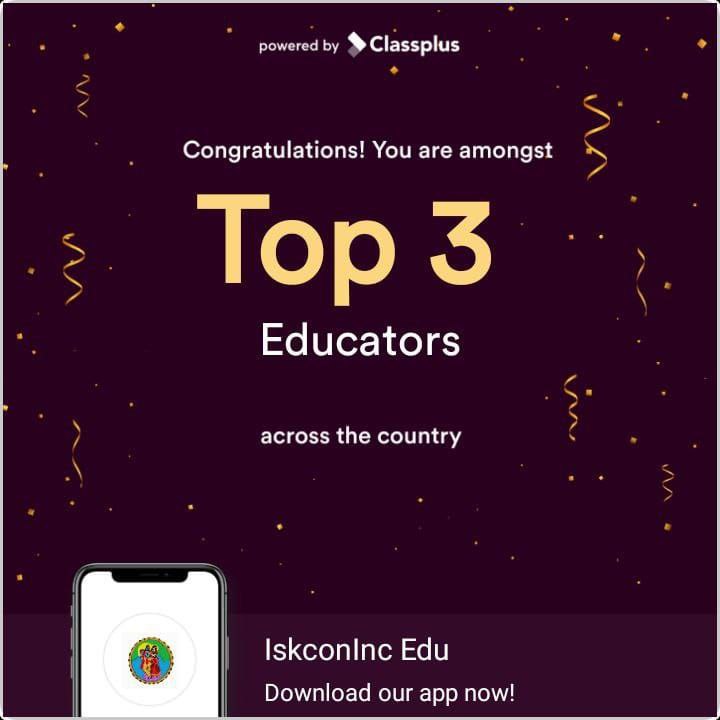 powered by Classplus
Congratulations! You are amongst
Top 3
Educators
across the country
IskconInc Edu
Download our app now!